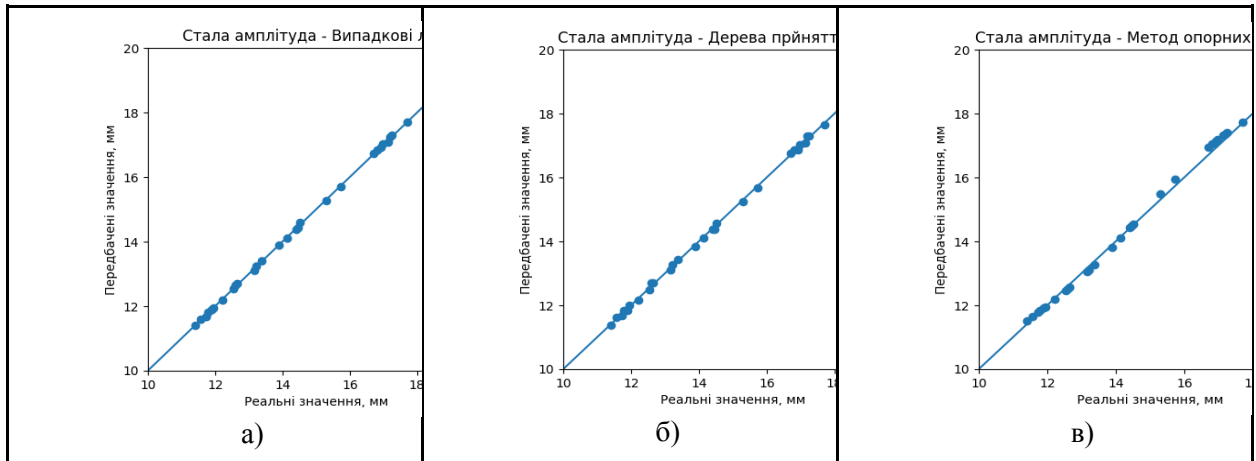 Стала амплітуда - Випадкові л
20
18
16
14
12
10
Передбачені значення, мм
10 12 14 16 18
Реальні значення, мм
а)
Стала амплітуда - Дерева прйнятт
20
18
16
14
12
10
Передбачені значення, мм
10 12 14 16 18
Реальні значення, мм
б)
Стала амплітуда - Метод опорних
20
18
16
14
12
10
Передбачені значення, мм
10 12 14 16
Реальні значення, мм
в)